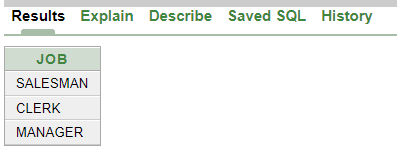 Results Explain Describe Saved SQL History
JOB
SALESMAN
CLERK
MANAGER